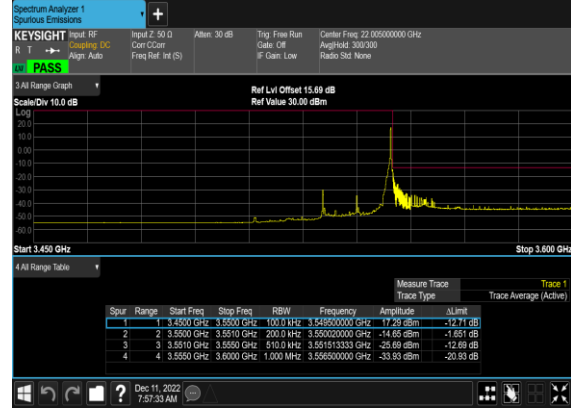 Spectrum Analyzer 1
Spurious Emissions
KEYSIGHT Input: RF Input Z: 50 Ω Atten: 30 dB Trig: Free Run Center Freq: 22.005000000 GHz
R T Coupling: DC Corr CCorr Gate: Off Avg|Hold: 300/300
Align: Auto Freq Ref: Int (S) IF Gain: Low Radio Std: None
PASS
3 All Range Graph
Ref Lvl Offset 15.69 dB
Scale/Div 10.0 dB Ref Value 30.00 dBm
Log
20.0
10.0
0.00
-10.0
-20.0
-30.0
-40.0
-50.0
-60.0
Start 3.450 GHz Stop 3.600 GHz
4 All Range Table
Measure Trace Trace 1
Trace Type Trace Average (Active)
Spur Range Start Freq Stop Freq RBW Frequency Amplitude ΔLimit
1 1 3.4500 GHz 3.5500 GHz 100.0 kHz 3.549500000 GHz 17.29 dBm -12.71 dB
2 2 3.5500 GHz 3.5510 GHz 200.0 kHz 3.550020000 GHz -14.65 dBm -1.651 dB
3 3 3.5510 GHz 3.5550 GHz 510.0 kHz 3.551513333 GHz -25.69 dBm -12.69 dB
4 4 3.5550 GHz 3.6000 GHz 1.000 MHz 3.556500000 GHz -33.93 dBm -20.93 dB
? Dec 11, 2022
7:57:33 AM